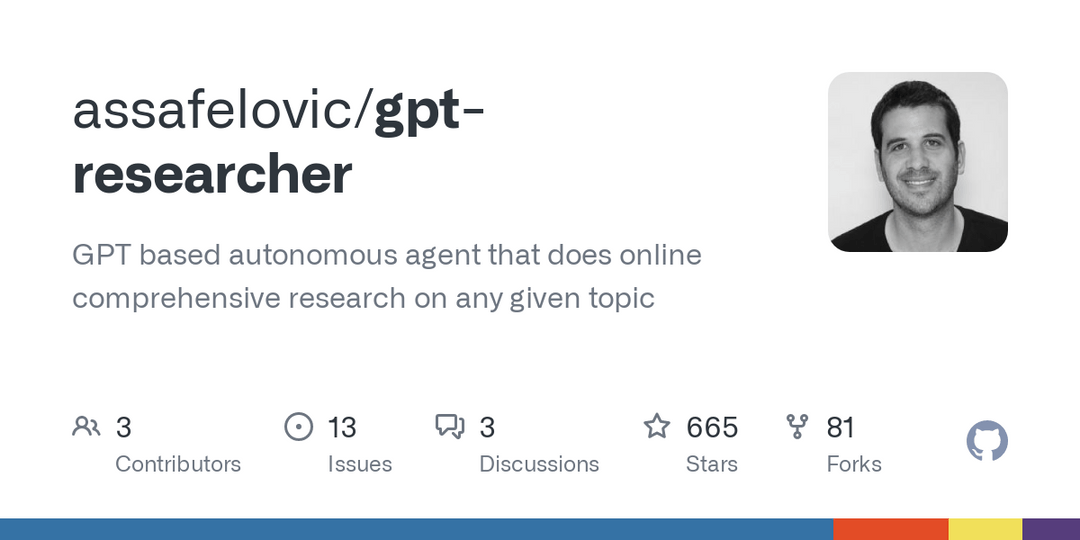 assafelovic/gpt-
researcher
GPT based autonomous agent that does online
comprehensive research on any given topic
3
Contributors
13
Issues
3
Discussions
665
Stars
81
Forks